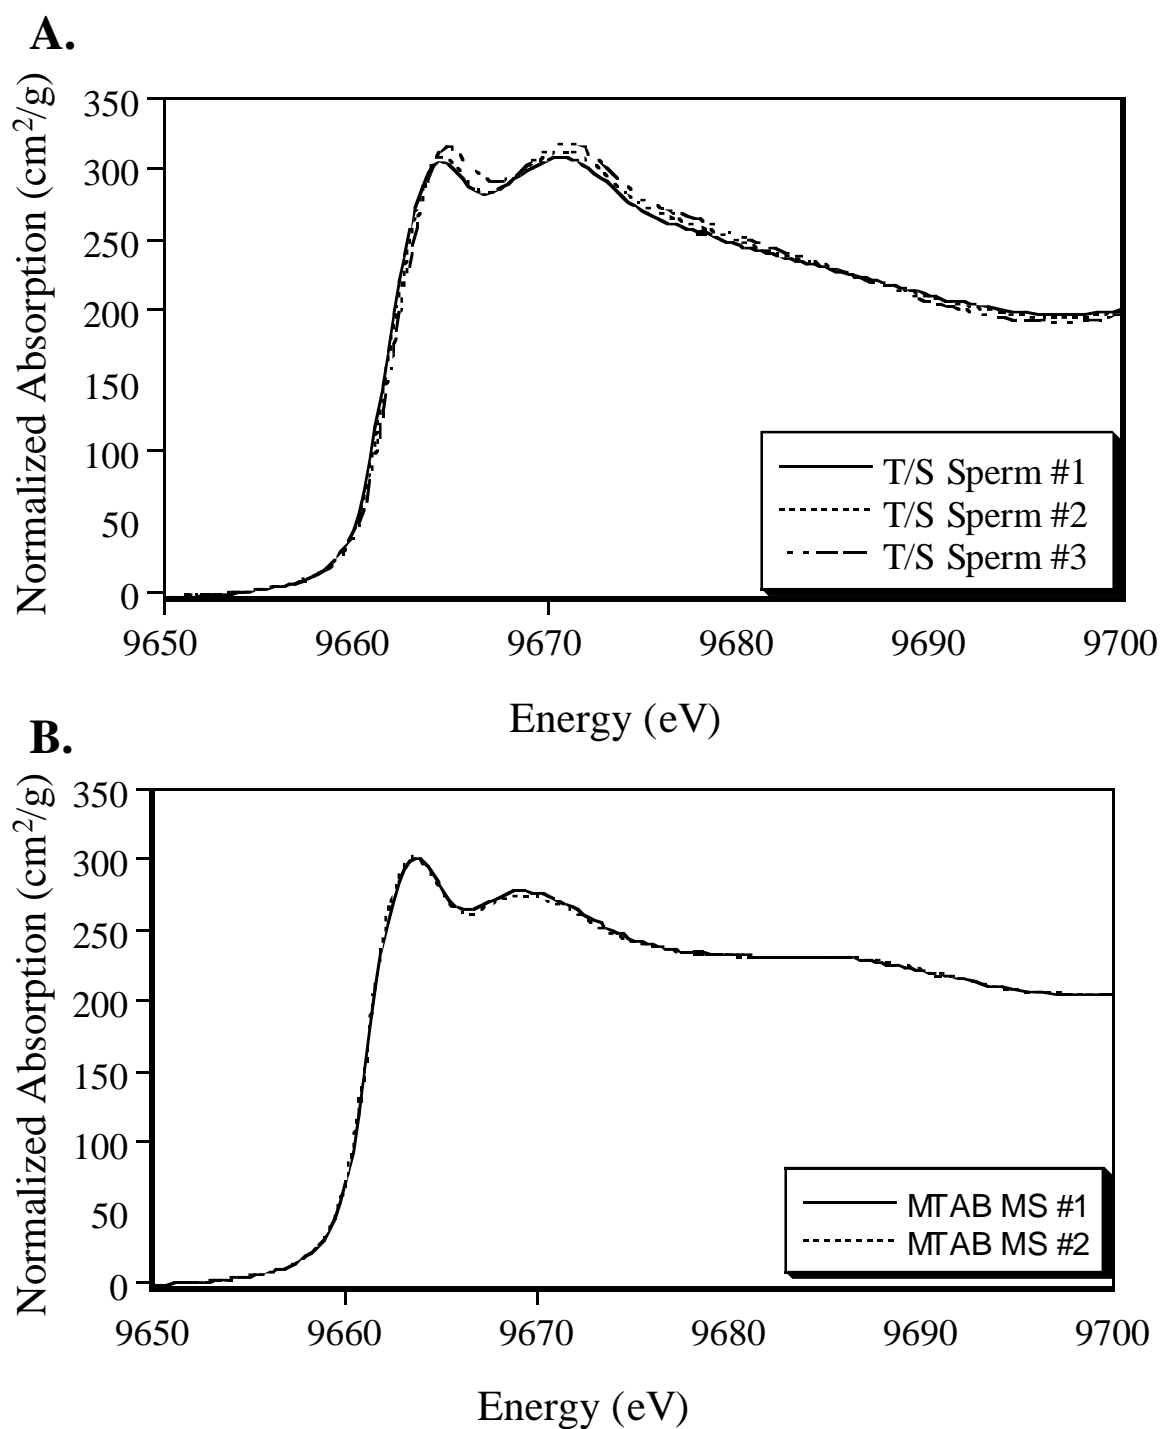 A.
Normalized Absorption (cm²/g)
350
300
250
200
150
100
50
0
T/S Sperm #1
T/S Sperm #2
T/S Sperm #3
9650 9660 9670 9680 9690 9700
Energy (eV)
B.
Normalized Absorption (cm²/g)
350
300
250
200
150
100
50
0
MTAB MS #1
MTAB MS #2
9650 9660 9670 9680 9690 9700
Energy (eV)